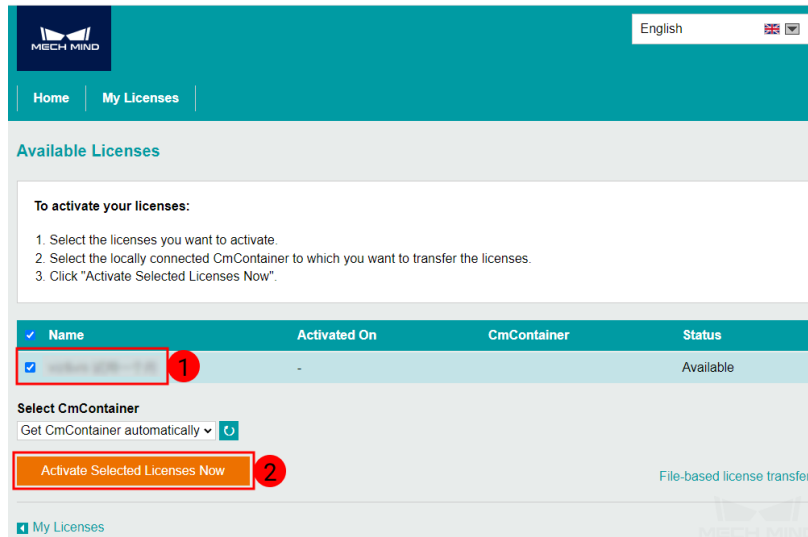 MECH MIND
English
Home My Licenses
Available Licenses
To activate your licenses:
1. Select the licenses you want to activate.
2. Select the locally connected CmContainer to which you want to transfer the licenses.
3. Click "Activate Selected Licenses Now".
Name Activated On CmContainer Status
1
- Available
Select CmContainer
Get CmContainer automatically
Activate Selected Licenses Now
2
File-based license transfer
My Licenses
MECH MIND